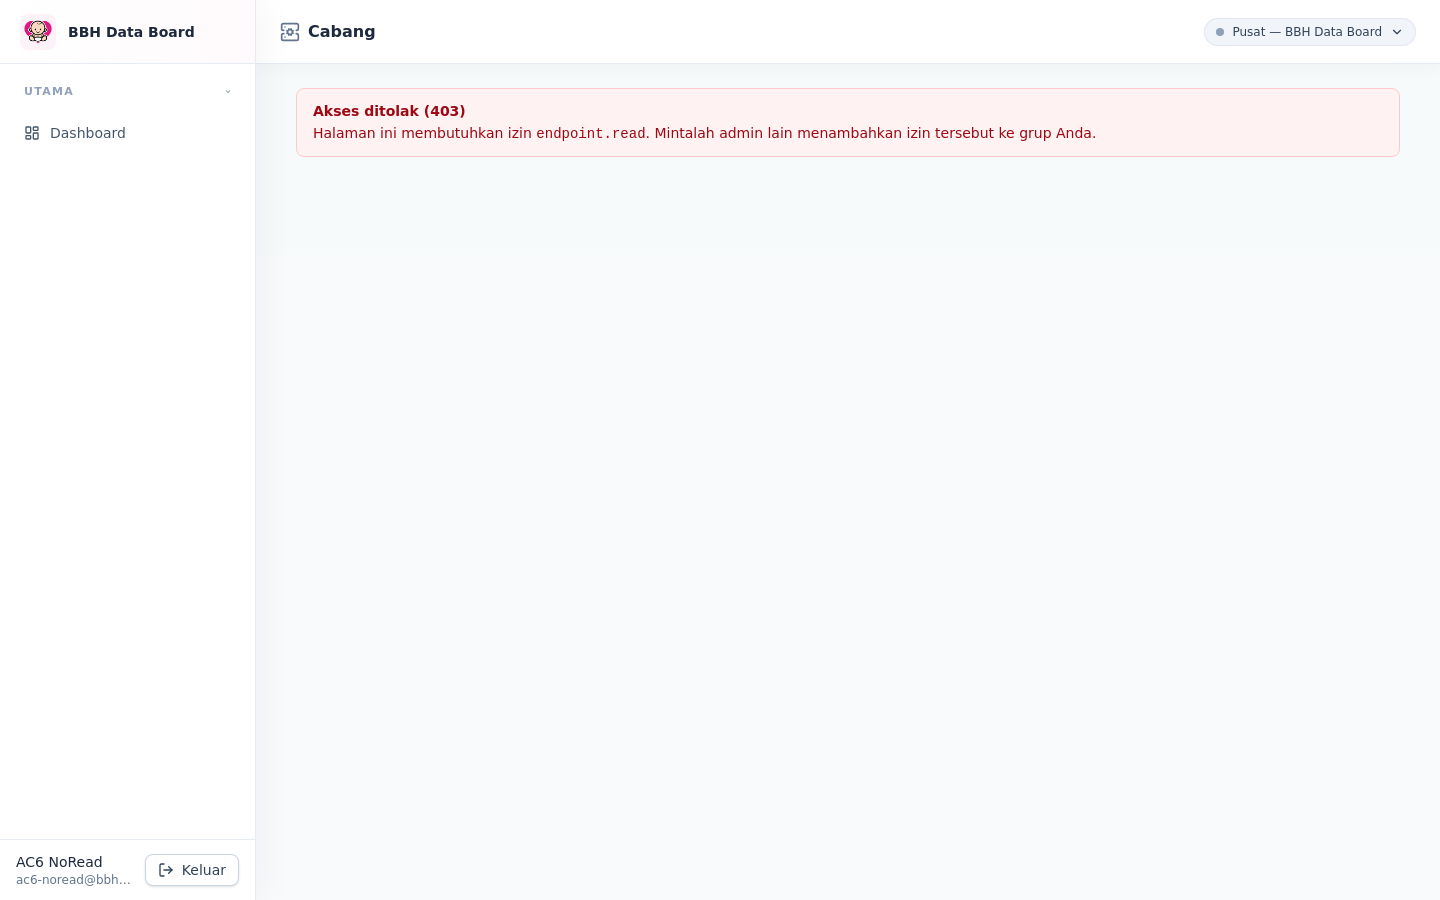 BBH Data Board
Cabang
Pusat — BBH Data Board
UTAMA
Dashboard
Akses ditolak (403)
Halaman ini membutuhkan izin endpoint.read. Mintalah admin lain menambahkan izin tersebut ke grup Anda.
AC6 NoRead
ac6-noread@bbh...
Keluar